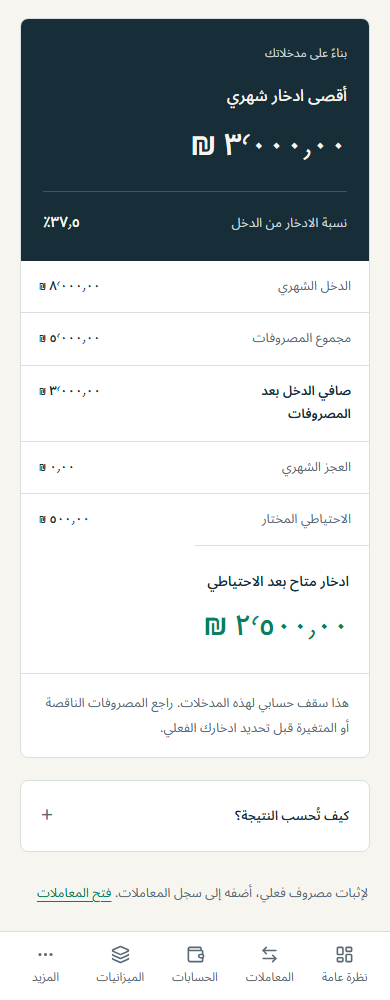 بناءً على مدخلاتك
أقصى ادخار شهري
٣٬٠٠٠٫٠٠ ₪
نسبة الادخار من الدخل ٣٧٫٥٪
الدخل الشهري ٨٬٠٠٠٫٠٠ ₪
مجموع المصروفات ٥٬٠٠٠٫٠٠ ₪
صافي الدخل بعد ٣٬٠٠٠٫٠٠ ₪
المصروفات
العجز الشهري ٠٫٠٠ ₪
الاحتياطي المختار ٥٠٠٫٠٠ ₪
ادخار متاح بعد الاحتياطي
٢٬٥٠٠٫٠٠ ₪
هذا سقف حسابي لهذه المدخلات. راجع المصروفات الناقصة
أو المتغيرة قبل تحديد ادخارك الفعلي.
كيف تُحسب النتيجة؟ +
لإثبات مصروف فعلي، أضفه إلى سجل المعاملات. فتح المعاملات
نظرة عامة المعاملات الحسابات الميزانيات المزيد